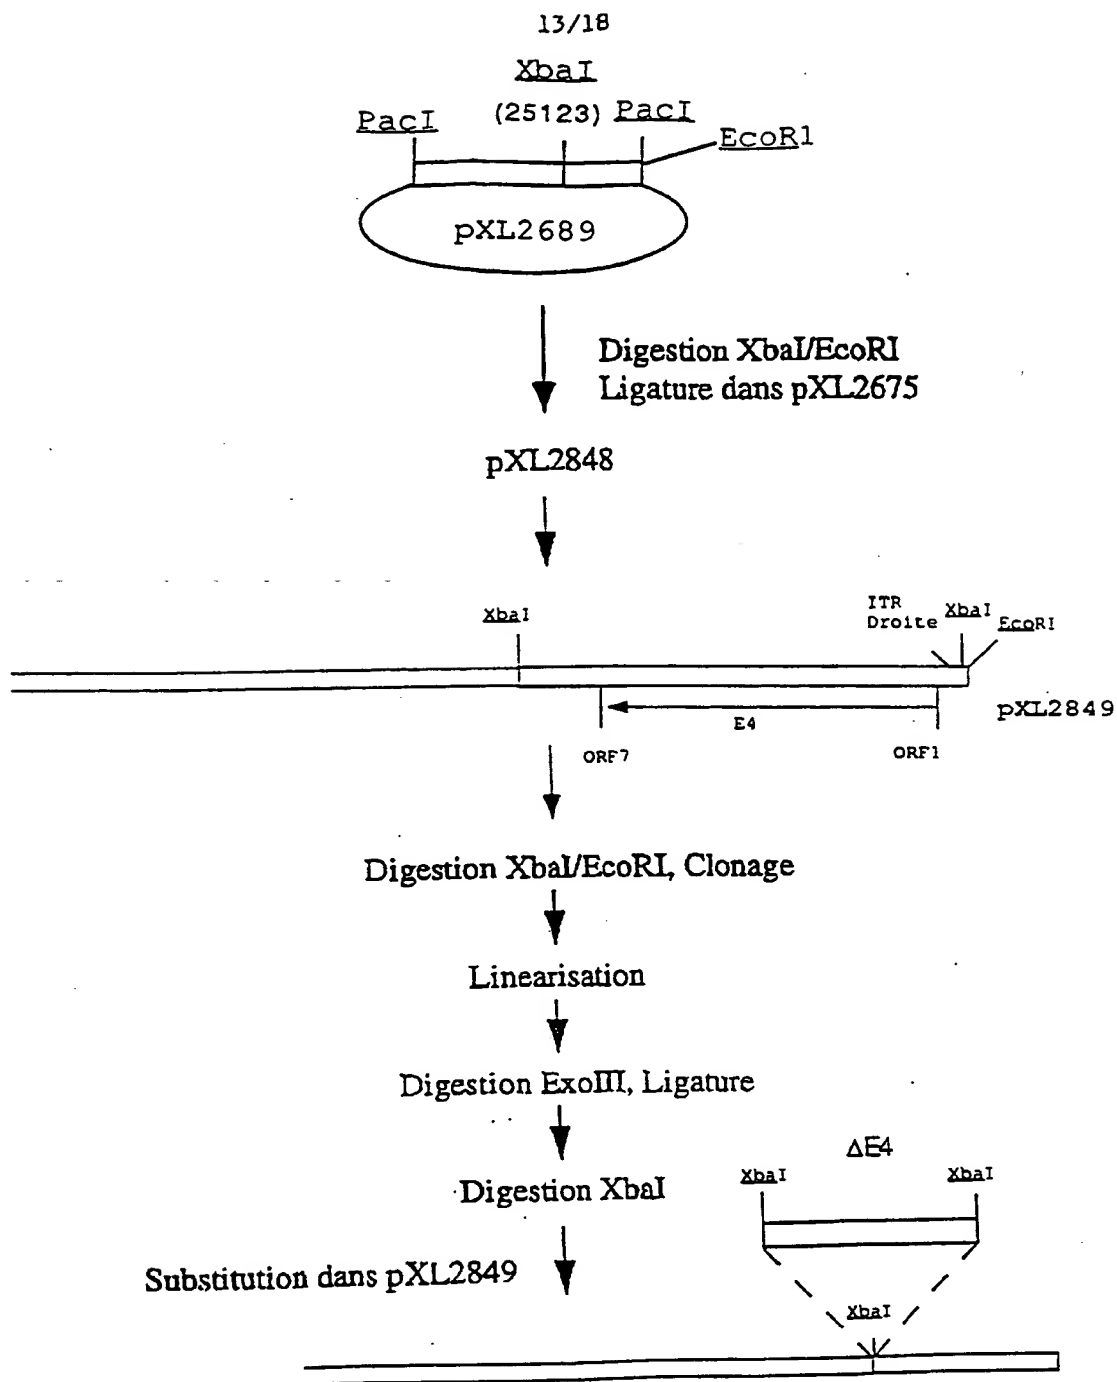 13/18
XbaI
PacI (25123) PacI
EcoR1
pXL2689
Digestion XbaI/EcoRI
Ligature dans pXL2675
pXL2848
XbaI
ITR
Droite
XbaI
EcoRI
pXL2849
E4
ORF7
ORF1
Digestion XbaI/EcoRI, Clonage
Linearisation
Digestion ExoIII, Ligature
ΔE4
XbaI XbaI
Digestion XbaI
Substitution dans pXL2849
XbaI